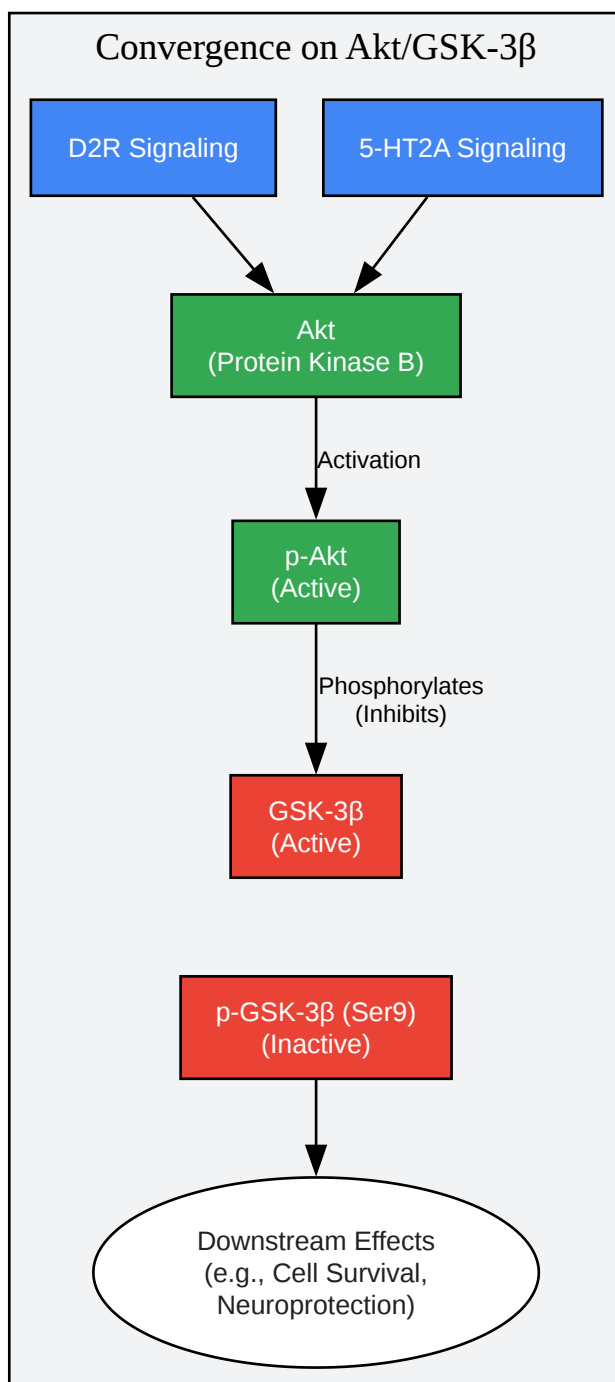 Convergence on Akt/GSK-3β
D2R Signaling
5-HT2A Signaling
Akt
(Protein Kinase B)
Activation
p-Akt
(Active)
Phosphorylates
(Inhibits)
GSK-3β
(Active)
p-GSK-3β (Ser9)
(Inactive)
Downstream Effects
(e.g., Cell Survival,
Neuroprotection)